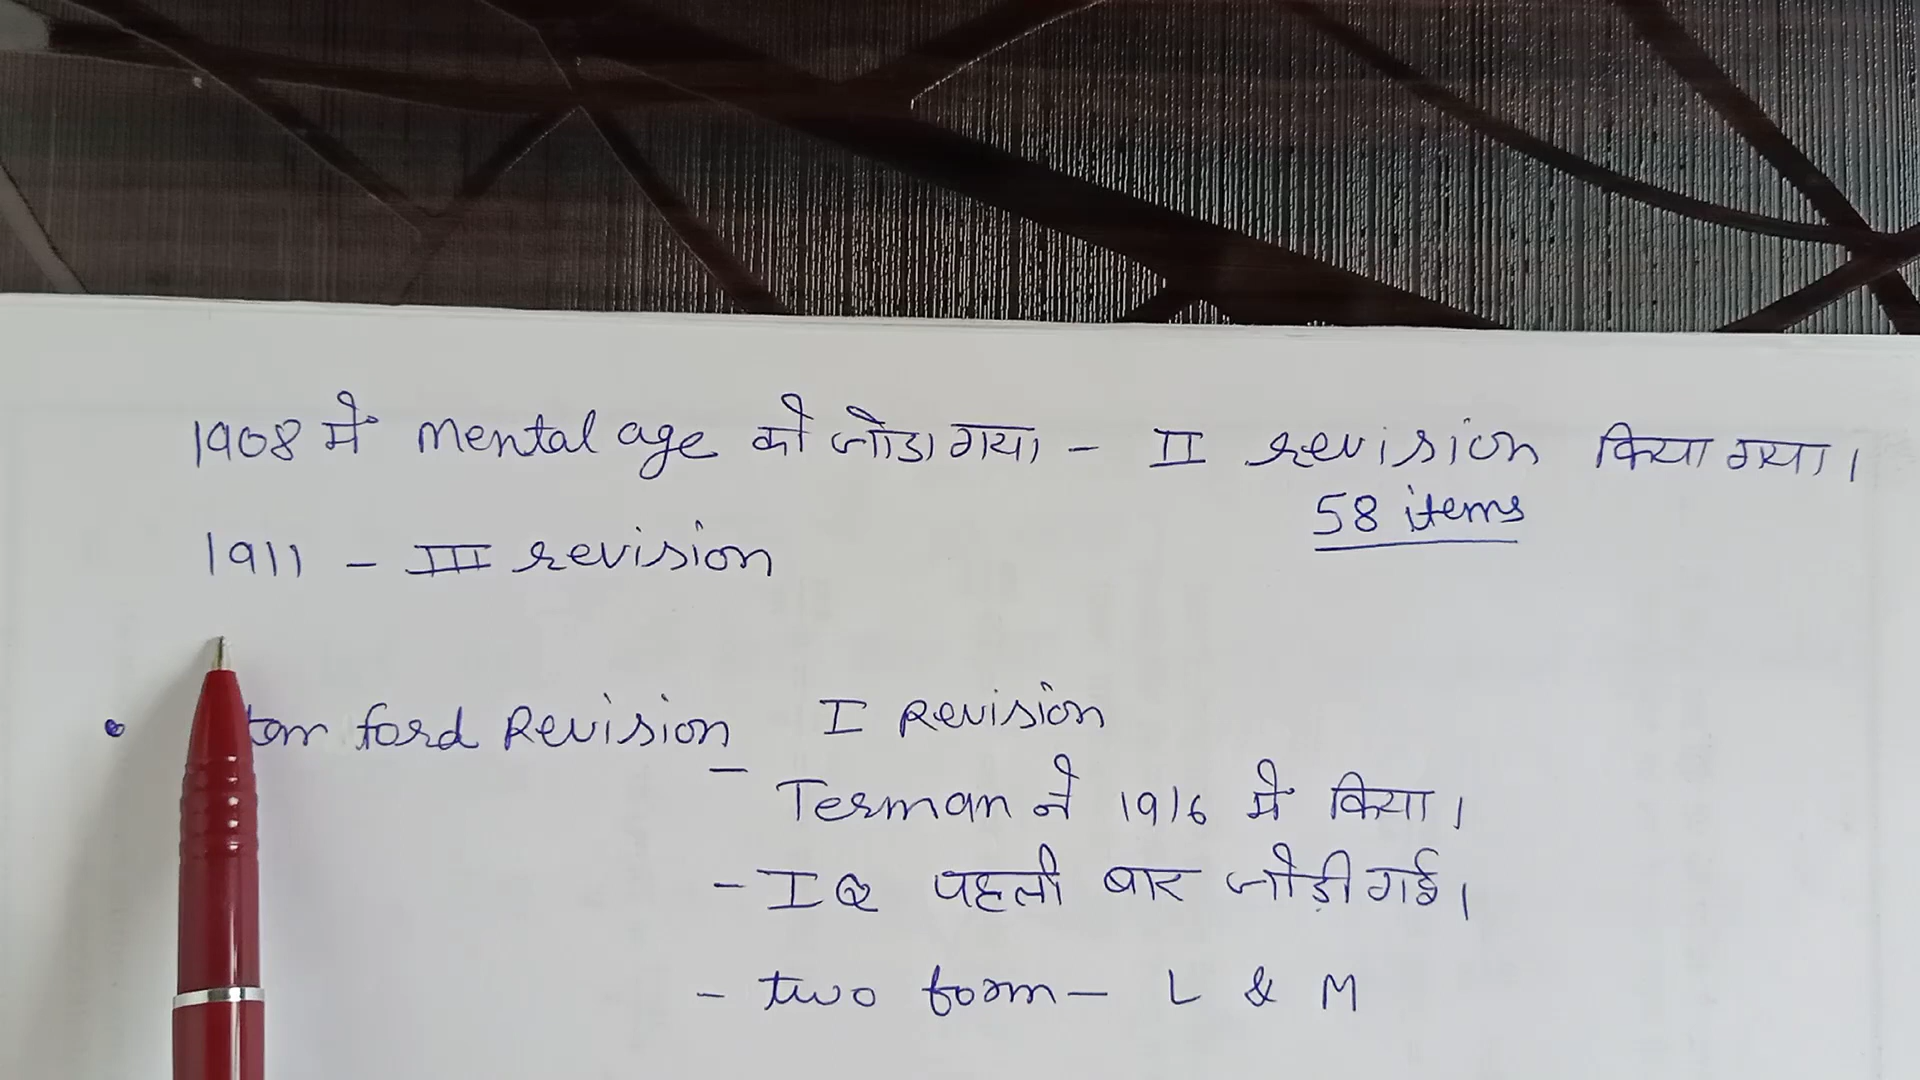 1908 में mental age को जोडा गया - II revision किया गया।
58 items
1911 - III revision
• ford Revision - I Revision
Terman ने 1916 में किया।
- IQ पहली बार जोड़ी गई।
- two form - L & M